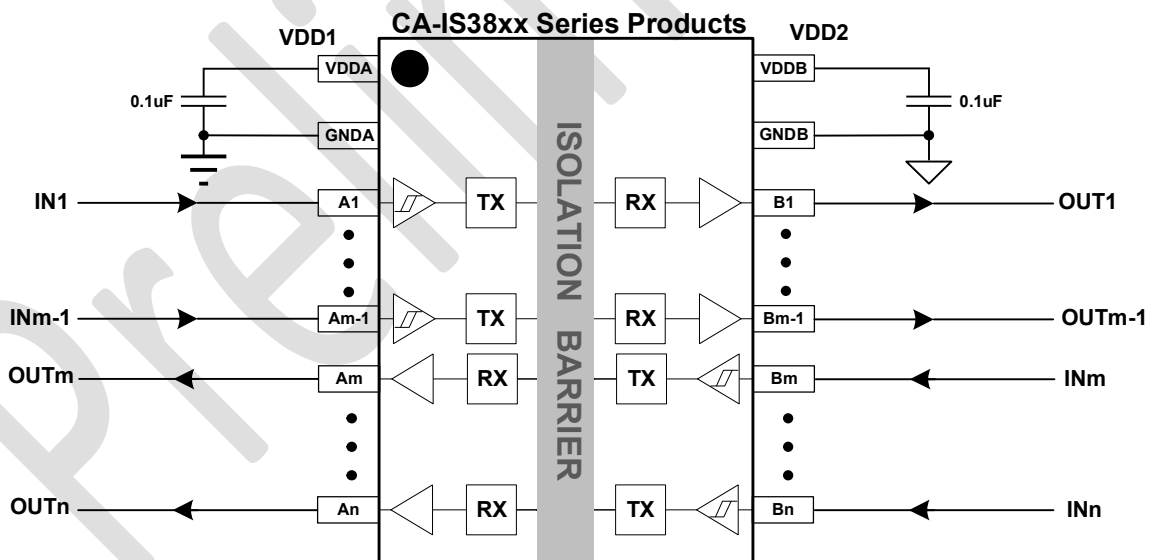 CA-IS38xx Series Products
VDD1
VDD2
VDDA
VDDB
0.1uF
0.1uF
GNDA
GNDB
ISOLATION BARRIER
IN1
A1
TX
RX
B1
OUT1
INm-1
Am-1
TX
RX
Bm-1
OUTm-1
OUTm
Am
RX
TX
Bm
INm
OUTn
An
RX
TX
Bn
INn
Prelim